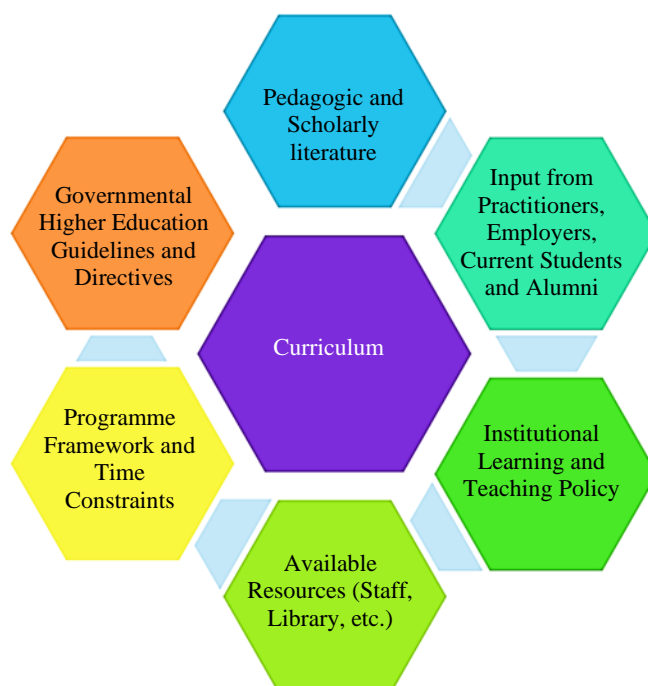 Pedagogic and
Scholarly
literature
Governmental
Higher Education
Guidelines and
Directives
Input from
Practitioners,
Employers,
Current Students
and Alumni
Curriculum
Programme
Framework and
Time
Constraints
Institutional
Learning and
Teaching Policy
Available
Resources (Staff,
Library, etc.)